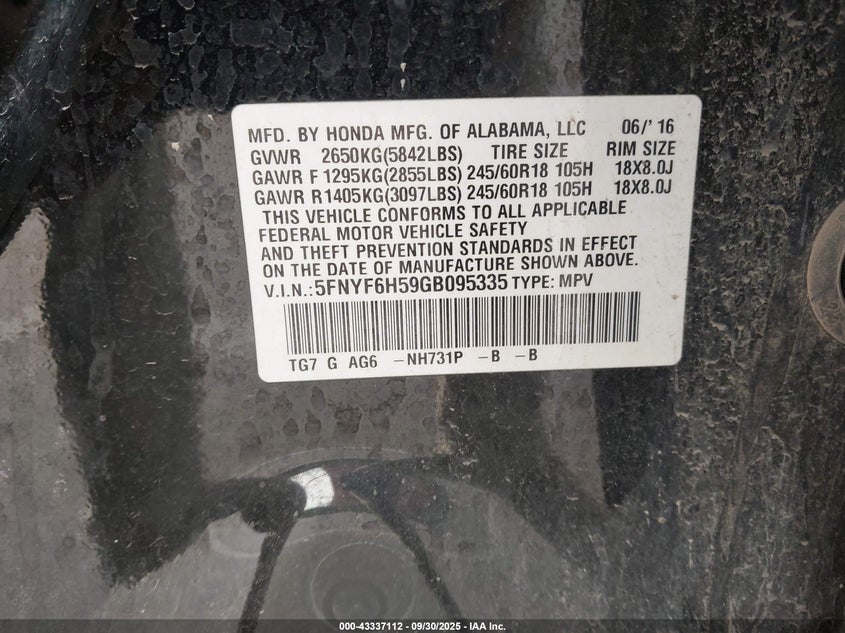 MFD. BY HONDA MFG. OF ALABAMA, LLC 06/' 16
GVWR 2650KG(5842LBS) TIRE SIZE RIM SIZE
GAWR F 1295KG(2855LBS) 245/60R18 105H 18X8.0J
GAWR R1405KG(3097LBS) 245/60R18 105H 18X8.0J
THIS VEHICLE CONFORMS TO ALL APPLICABLE
FEDERAL MOTOR VEHICLE SAFETY
AND THEFT PREVENTION STANDARDS IN EFFECT
ON THE DATE OF MANUFACTURE SHOWN ABOVE.
V.I.N.:5FNYF6H59GB095335 TYPE: MPV
TG7 G AG6 -NH731P -B -B
000-43337112 - 09/30/2025 - IAA Inc.